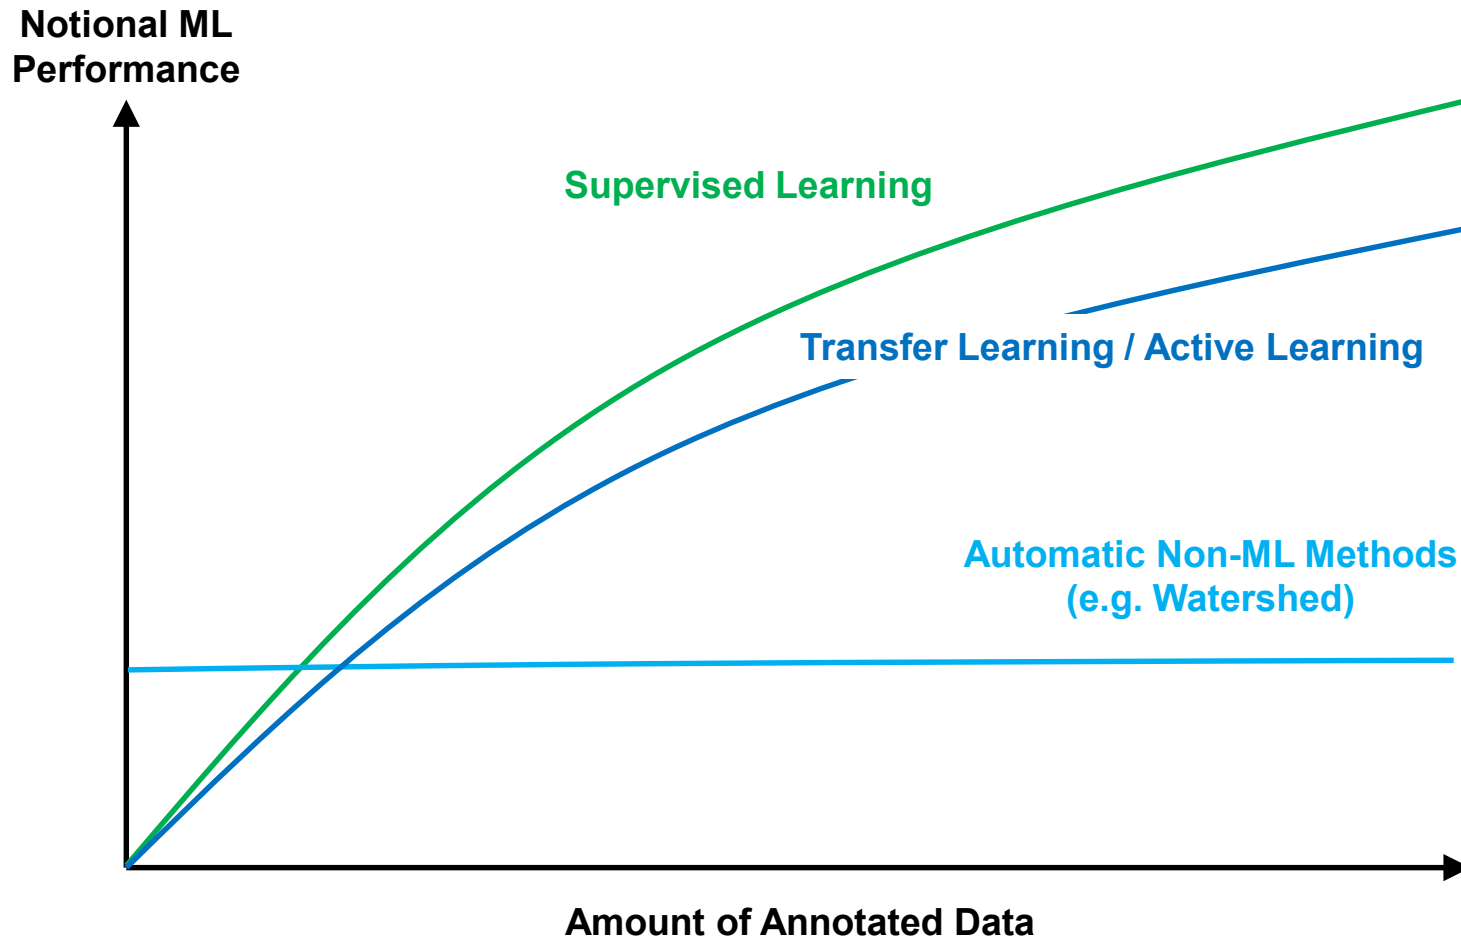 Notional ML
Performance
Supervised Learning
Transfer Learning / Active Learning
Automatic Non-ML Methods
(e.g. Watershed)
Amount of Annotated Data